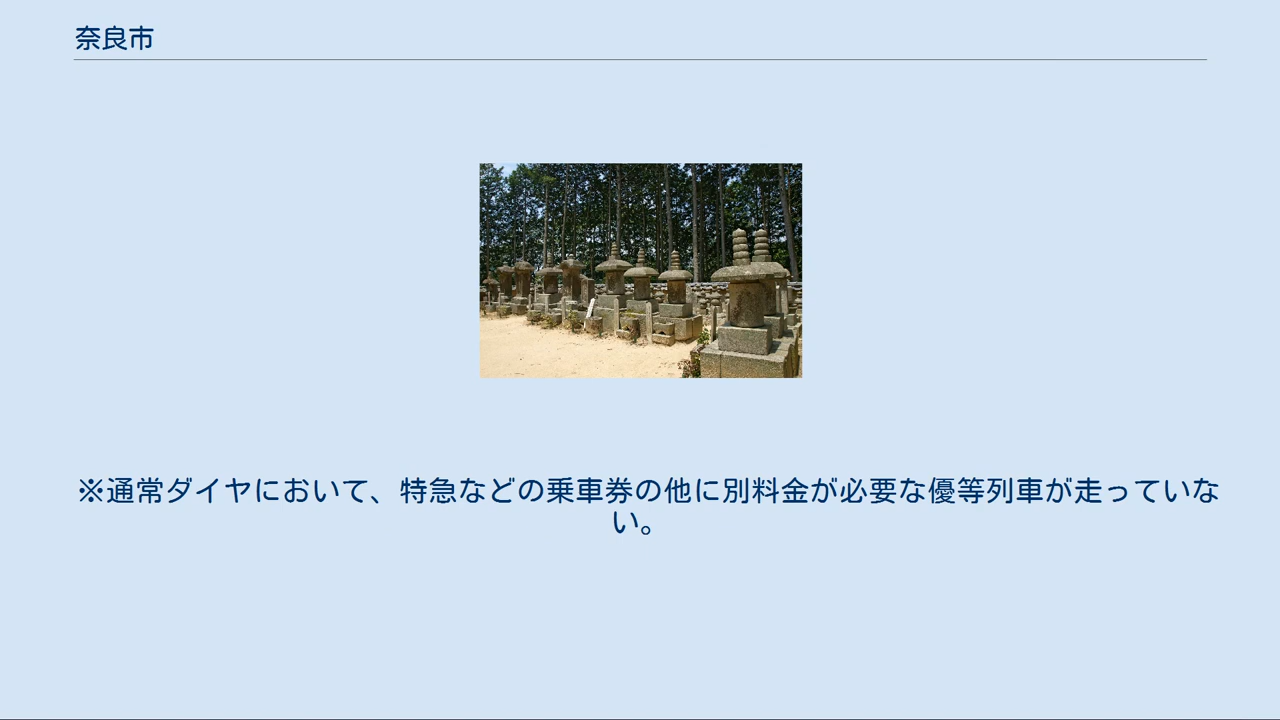 奈良市
※通常ダイヤにおいて、特急などの乗車券の他に別料金が必要な優等列車が走っていな
い。